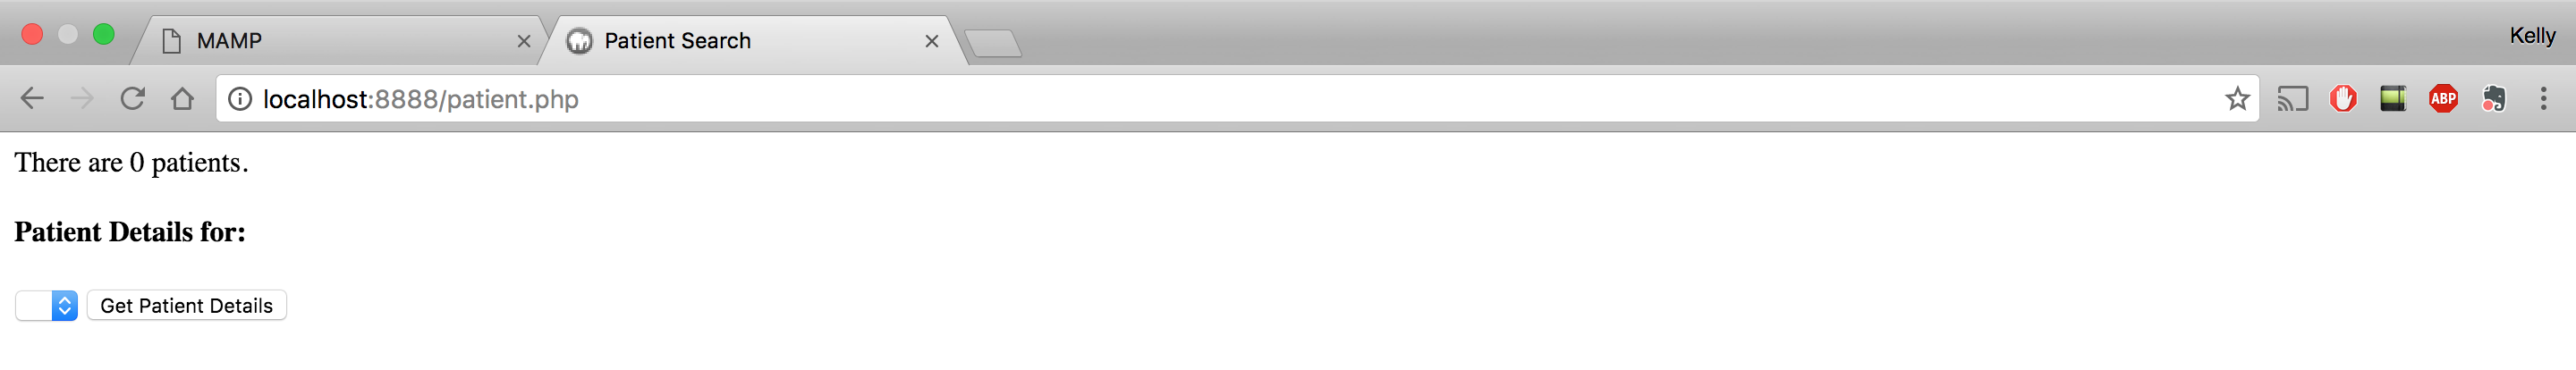 MAMP
Patient Search
Kelly
localhost:8888/patient.php
ABP
There are 0 patients.
Patient Details for:
Get Patient Details